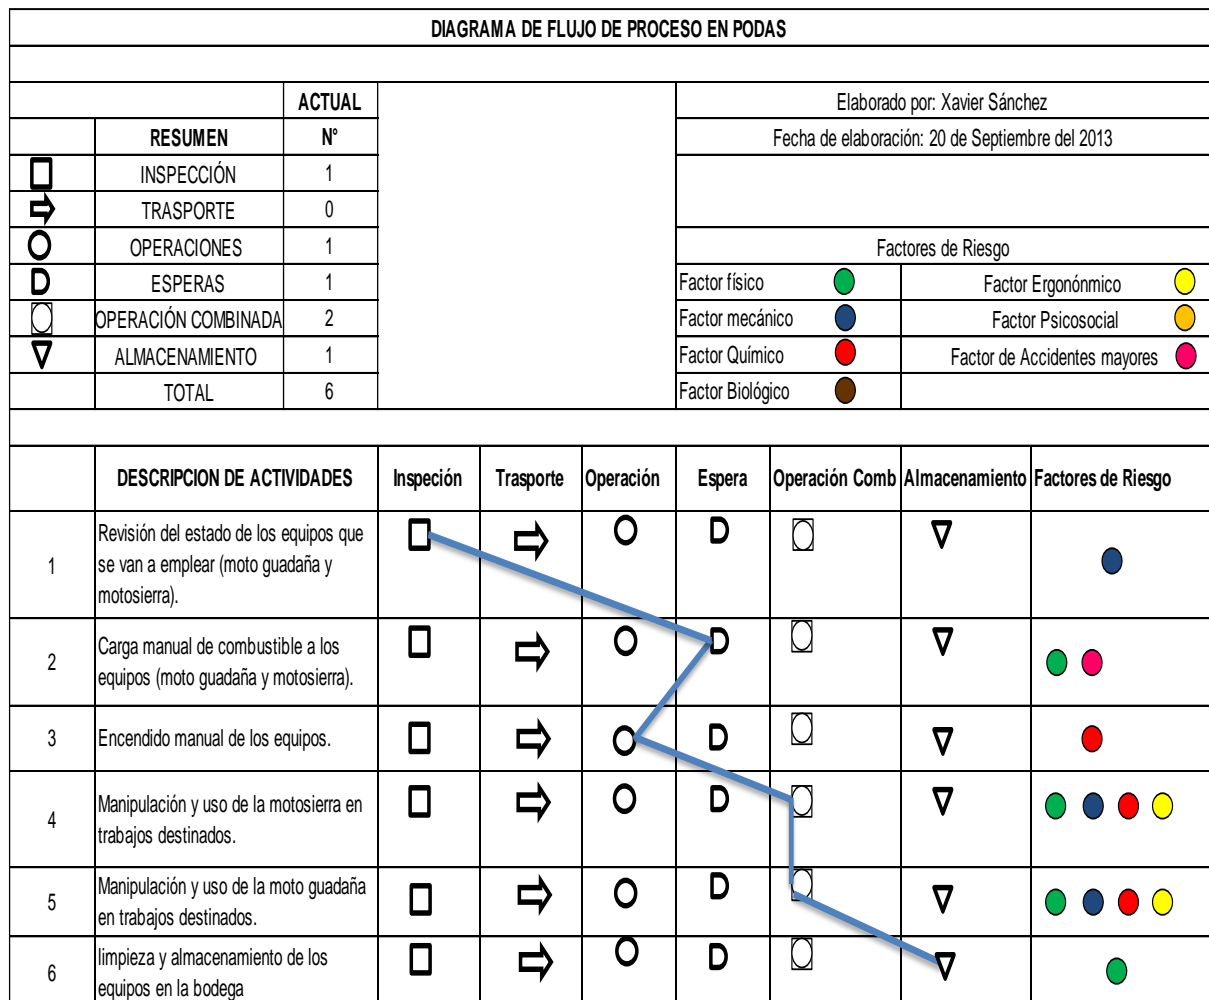 DIAGRAMA DE FLUJO DE PROCESO EN PODAS
ACTUAL
Elaborado por: Xavier Sánchez
RESUMEN N°
Fecha de elaboración: 20 de Septiembre del 2013
INSPECCIÓN 1
TRASPORTE 0
OPERACIONES 1
Factores de Riesgo
ESPERAS 1
Factor físico Factor Ergonónmico
OPERACIÓN COMBINADA 2
Factor mecánico Factor Psicosocial
ALMACENAMIENTO 1
Factor Químico Factor de Accidentes mayores
TOTAL 6
Factor Biológico
DESCRIPCION DE ACTIVIDADES Inspeción Trasporte Operación Espera Operación Comb Almacenamiento Factores de Riesgo
1
Revisión del estado de los equipos que
se van a emplear (moto guadaña y
motosierra).
2
Carga manual de combustible a los
equipos (moto guadaña y motosierra).
3 Encendido manual de los equipos.
4
Manipulación y uso de la motosierra en
trabajos destinados.
5
Manipulación y uso de la moto guadaña
en trabajos destinados.
6
limpieza y almacenamiento de los
equipos en la bodega